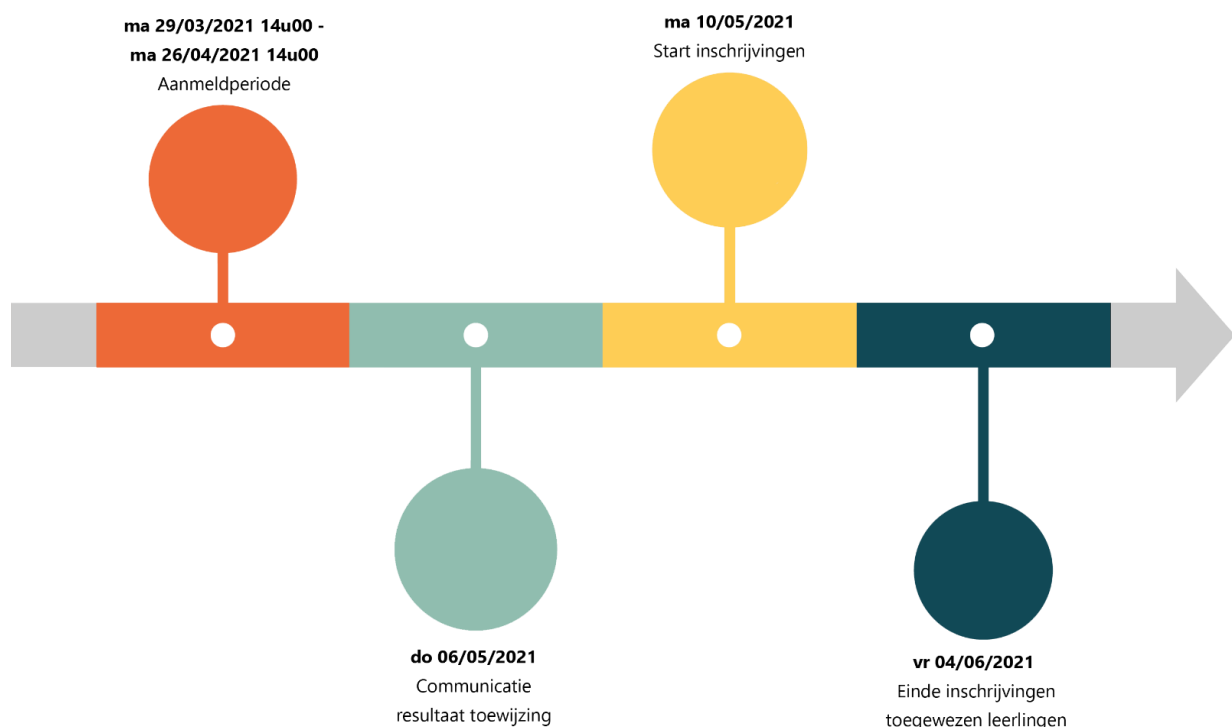 ma 29/03/2021 14u00 -
ma 26/04/2021 14u00
Aanmeldperiode
ma 10/05/2021
Start inschrijvingen
do 06/05/2021
Communicatie
resultaat toewijzing
vr 04/06/2021
Einde inschrijvingen
toegewezen leerlingen